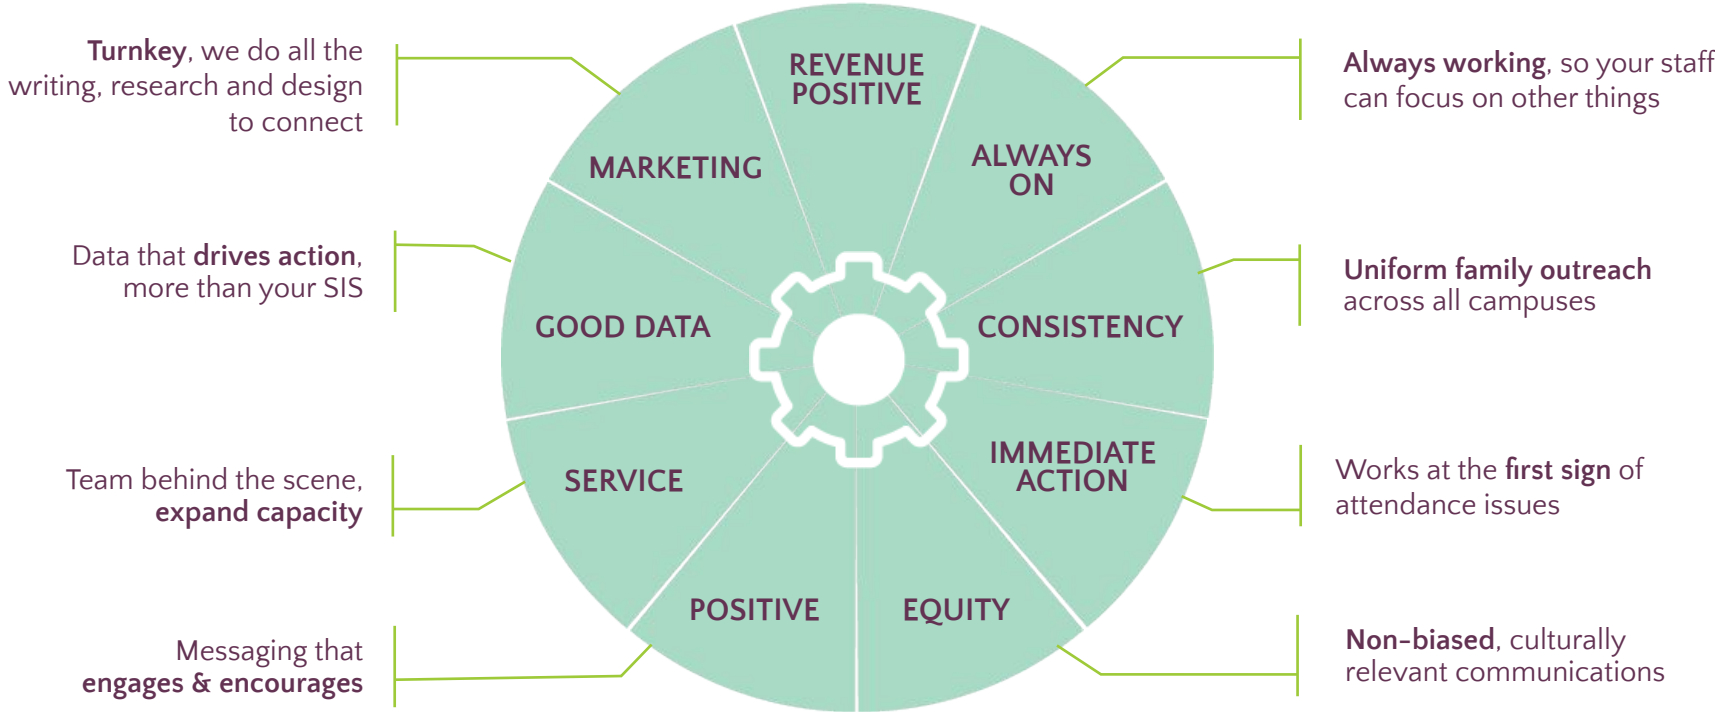 Turnkey, we do all the
writing, research and design
to connect
REVENUE
POSITIVE
Always working, so your staff
can focus on other things
MARKETING
ALWAYS
ON
Data that drives action,
more than your SIS
GOOD DATA
CONSISTENCY
Uniform family outreach
across all campuses
Team behind the scene,
expand capacity
SERVICE
IMMEDIATE
ACTION
Works at the first sign of
attendance issues
Messaging that
engages & encourages
POSITIVE
EQUITY
Non-biased, culturally
relevant communications